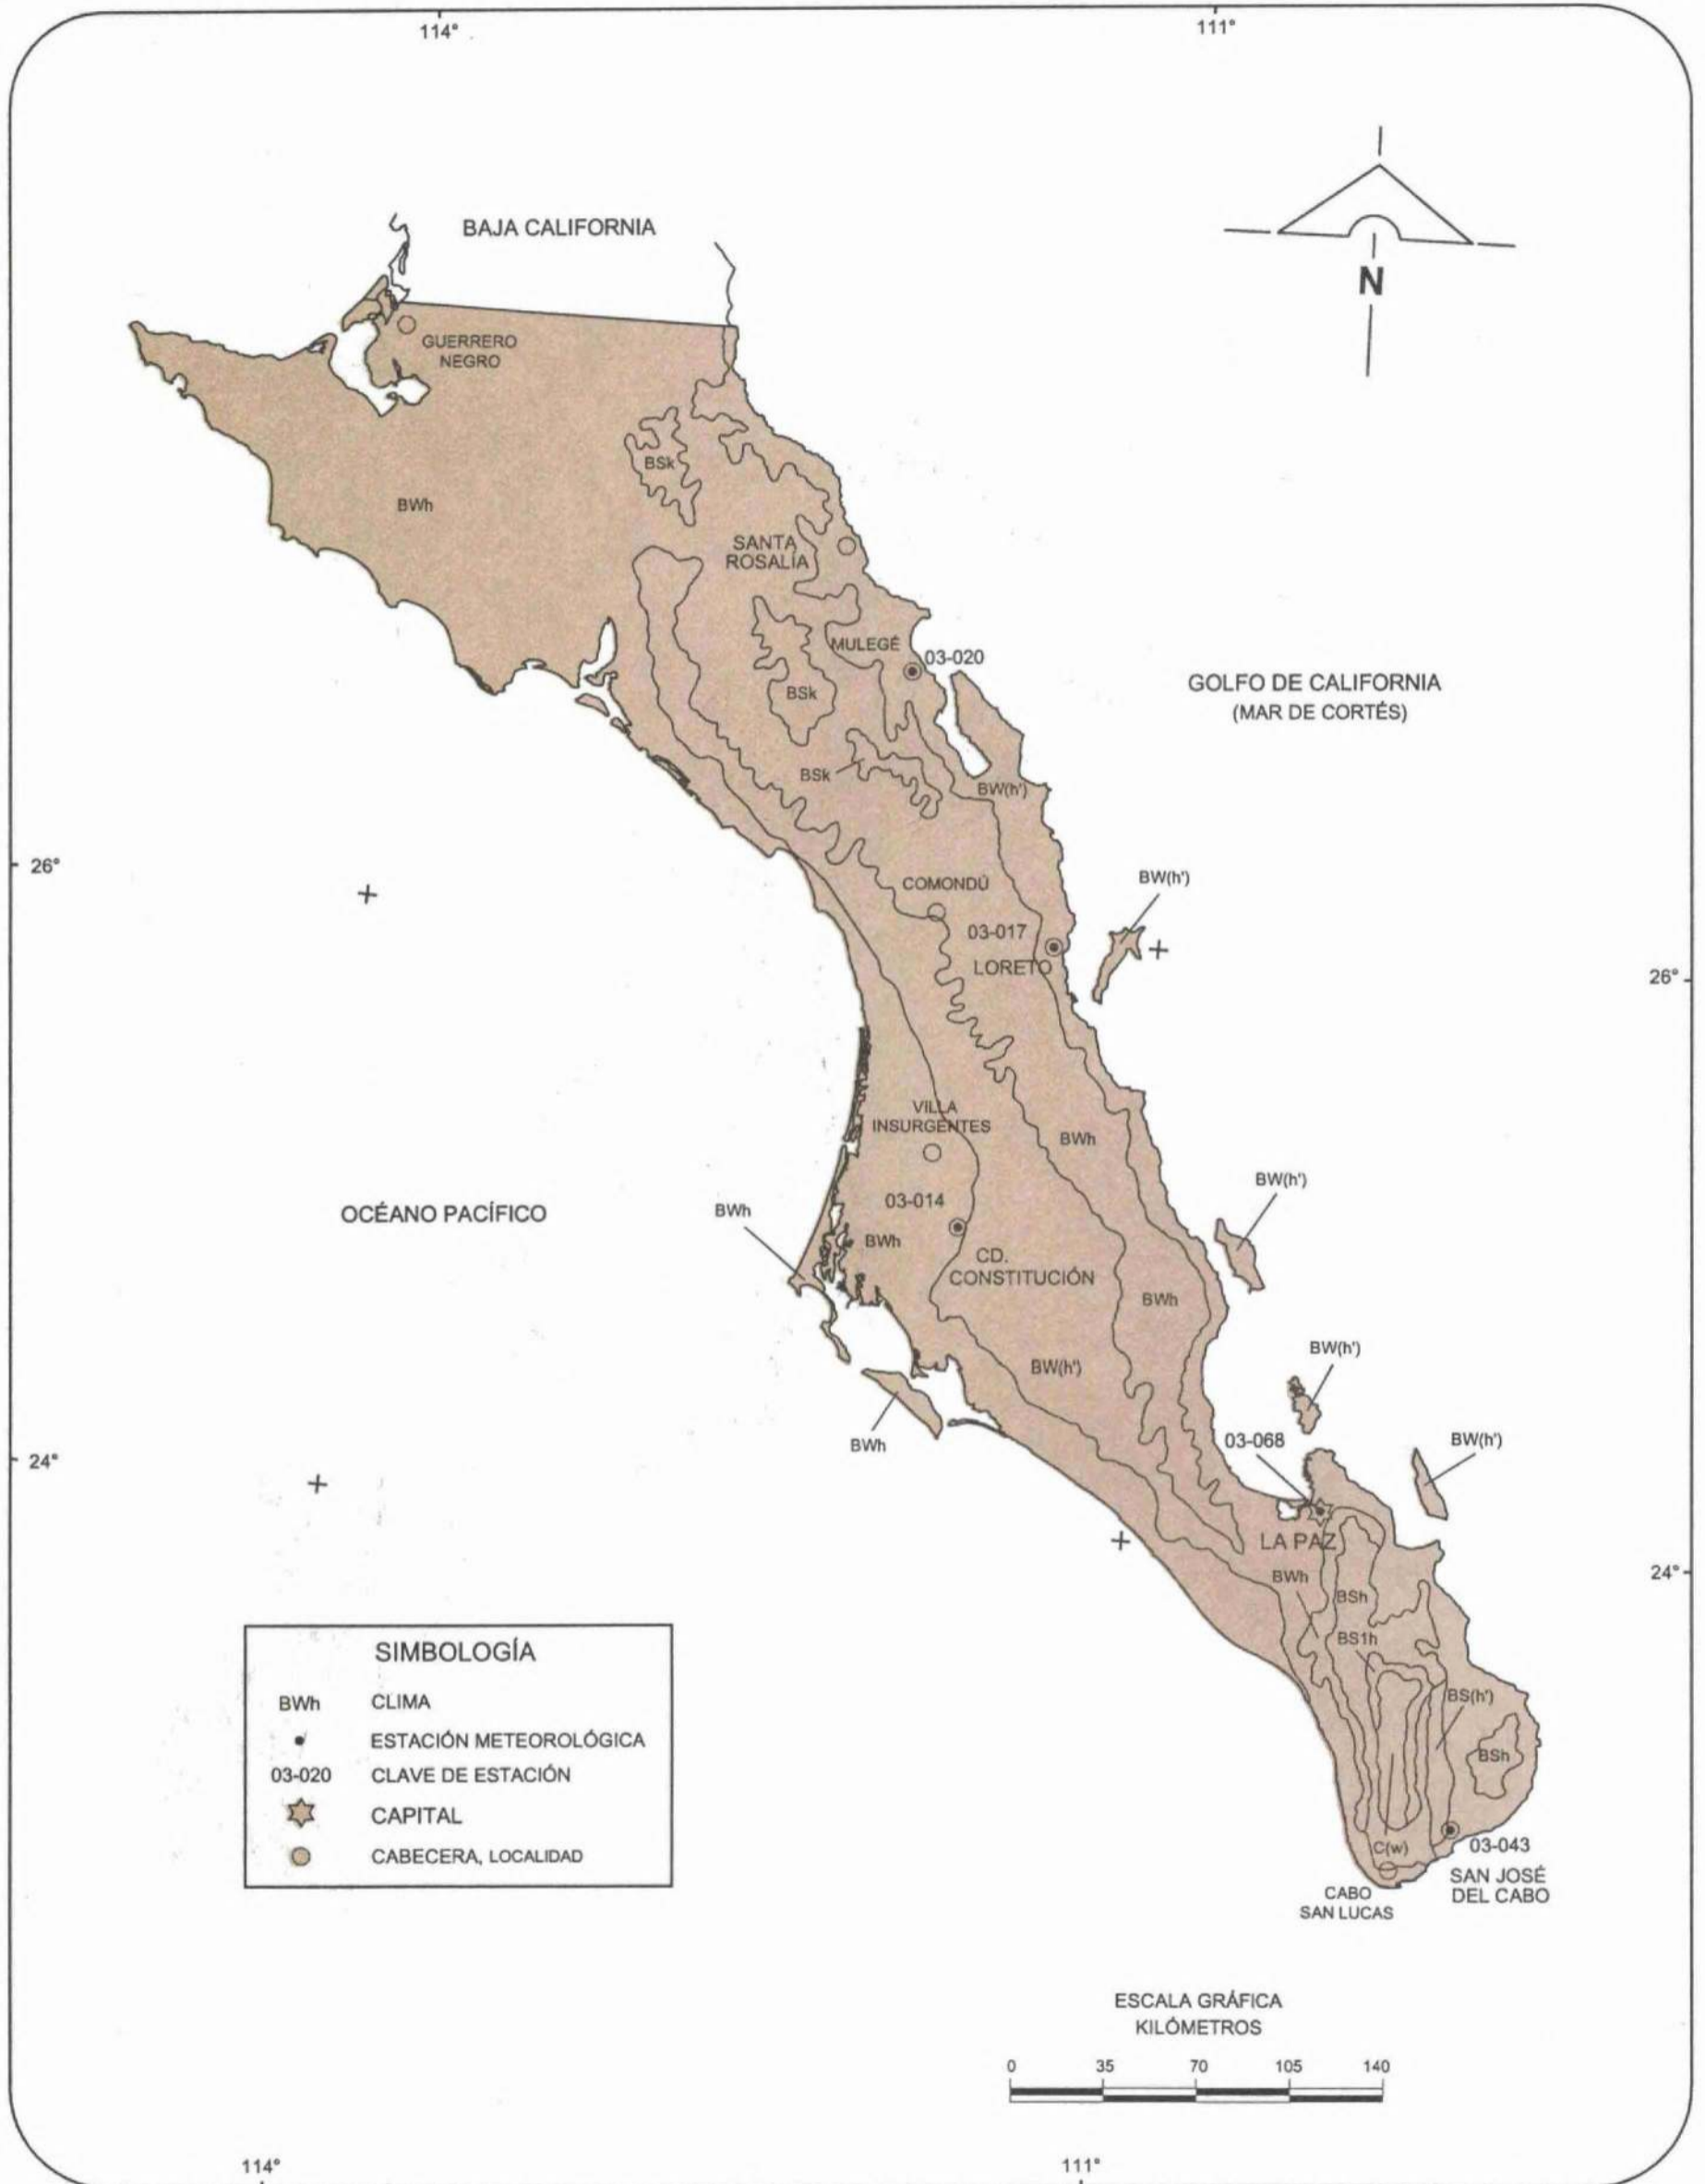 114°
111°
BAJA CALIFORNIA
N
GUERRERO
NEGRO
BSk
BWh
SANTA
ROSALÍA
MULEGÉ
03-020
GOLFO DE CALIFORNIA
(MAR DE CORTÉS)
BSk
BSk
BW(h')
26°
COMONDÚ
BW(h')
03-017
LORETO
26°
VILLA
INSURGENTES
BWh
BW(h')
03-014
OCÉANO PACÍFICO
BWh
BWh
CD.
CONSTITUCIÓN
BWh
BW(h')
BW(h')
BWh
03-068
BW(h')
24°
LA PAZ
BWh
24°
BSh
BS1h
BS(h')
BSh
C(w)
03-043
SAN JOSÉ
DEL CABO
CABO
SAN LUCAS
SIMBOLOGÍA
BWh CLIMA
ESTACIÓN METEOROLÓGICA
03-020 CLAVE DE ESTACIÓN
CAPITAL
CABECERA, LOCALIDAD
ESCALA GRÁFICA
KILÓMETROS
0 35 70 105 140
114°
111°